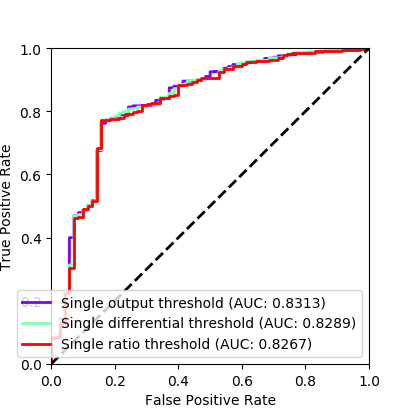 1.0
0.8
0.6
0.4
0.2
0.0
True Positive Rate
Single output threshold (AUC: 0.8313)
Single differential threshold (AUC: 0.8289)
Single ratio threshold (AUC: 0.8267)
0.0 0.2 0.4 0.6 0.8 1.0
False Positive Rate